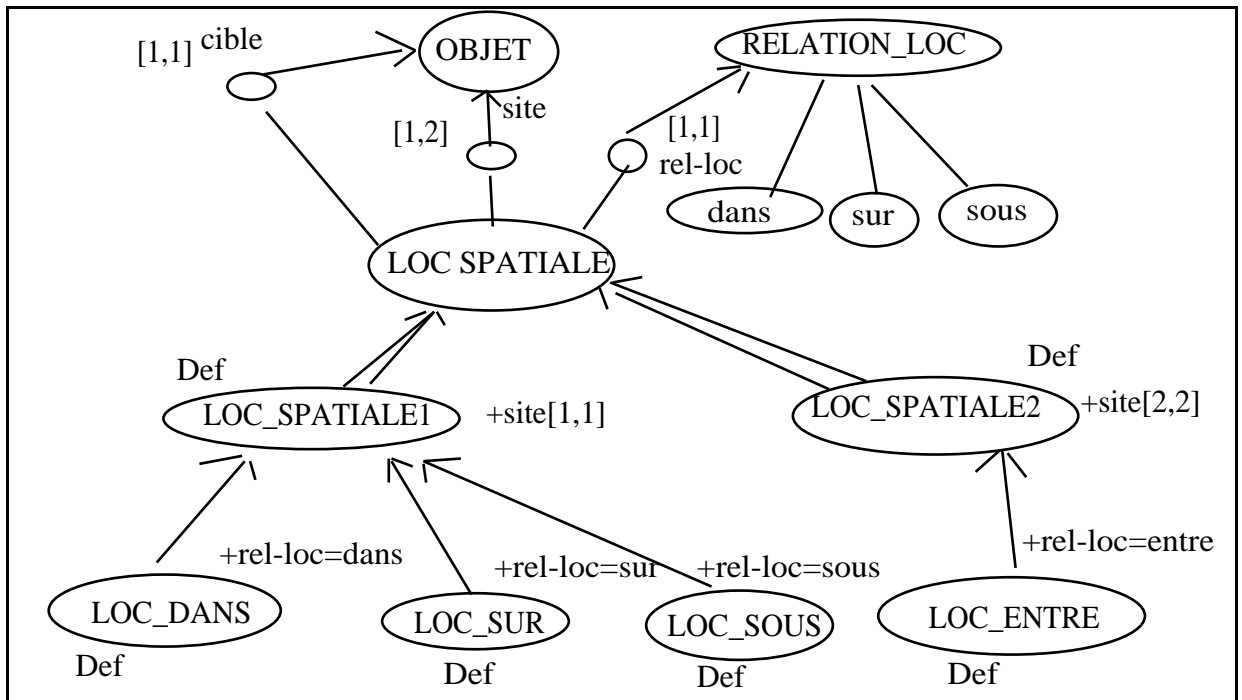 [1,1] cible
OBJET
RELATION_LOC
site
[1,2]
[1,1]
rel-loc
dans
sur
sous
LOC SPATIALE
Def
Def
LOC_SPATIALE1
+site[1,1]
LOC_SPATIALE2
+site[2,2]
+rel-loc=dans
+rel-loc=sur
+rel-loc=sous
+rel-loc=entre
LOC_DANS
LOC_SUR
LOC_SOUS
LOC_ENTRE
Def
Def
Def
Def